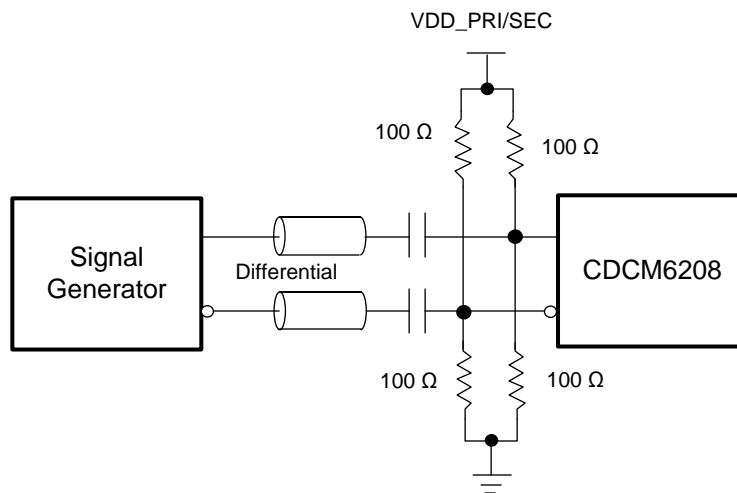 VDD_PRI/SEC
100 Ω
100 Ω
Signal
Generator
Differential
CDCM6208
100 Ω
100 Ω